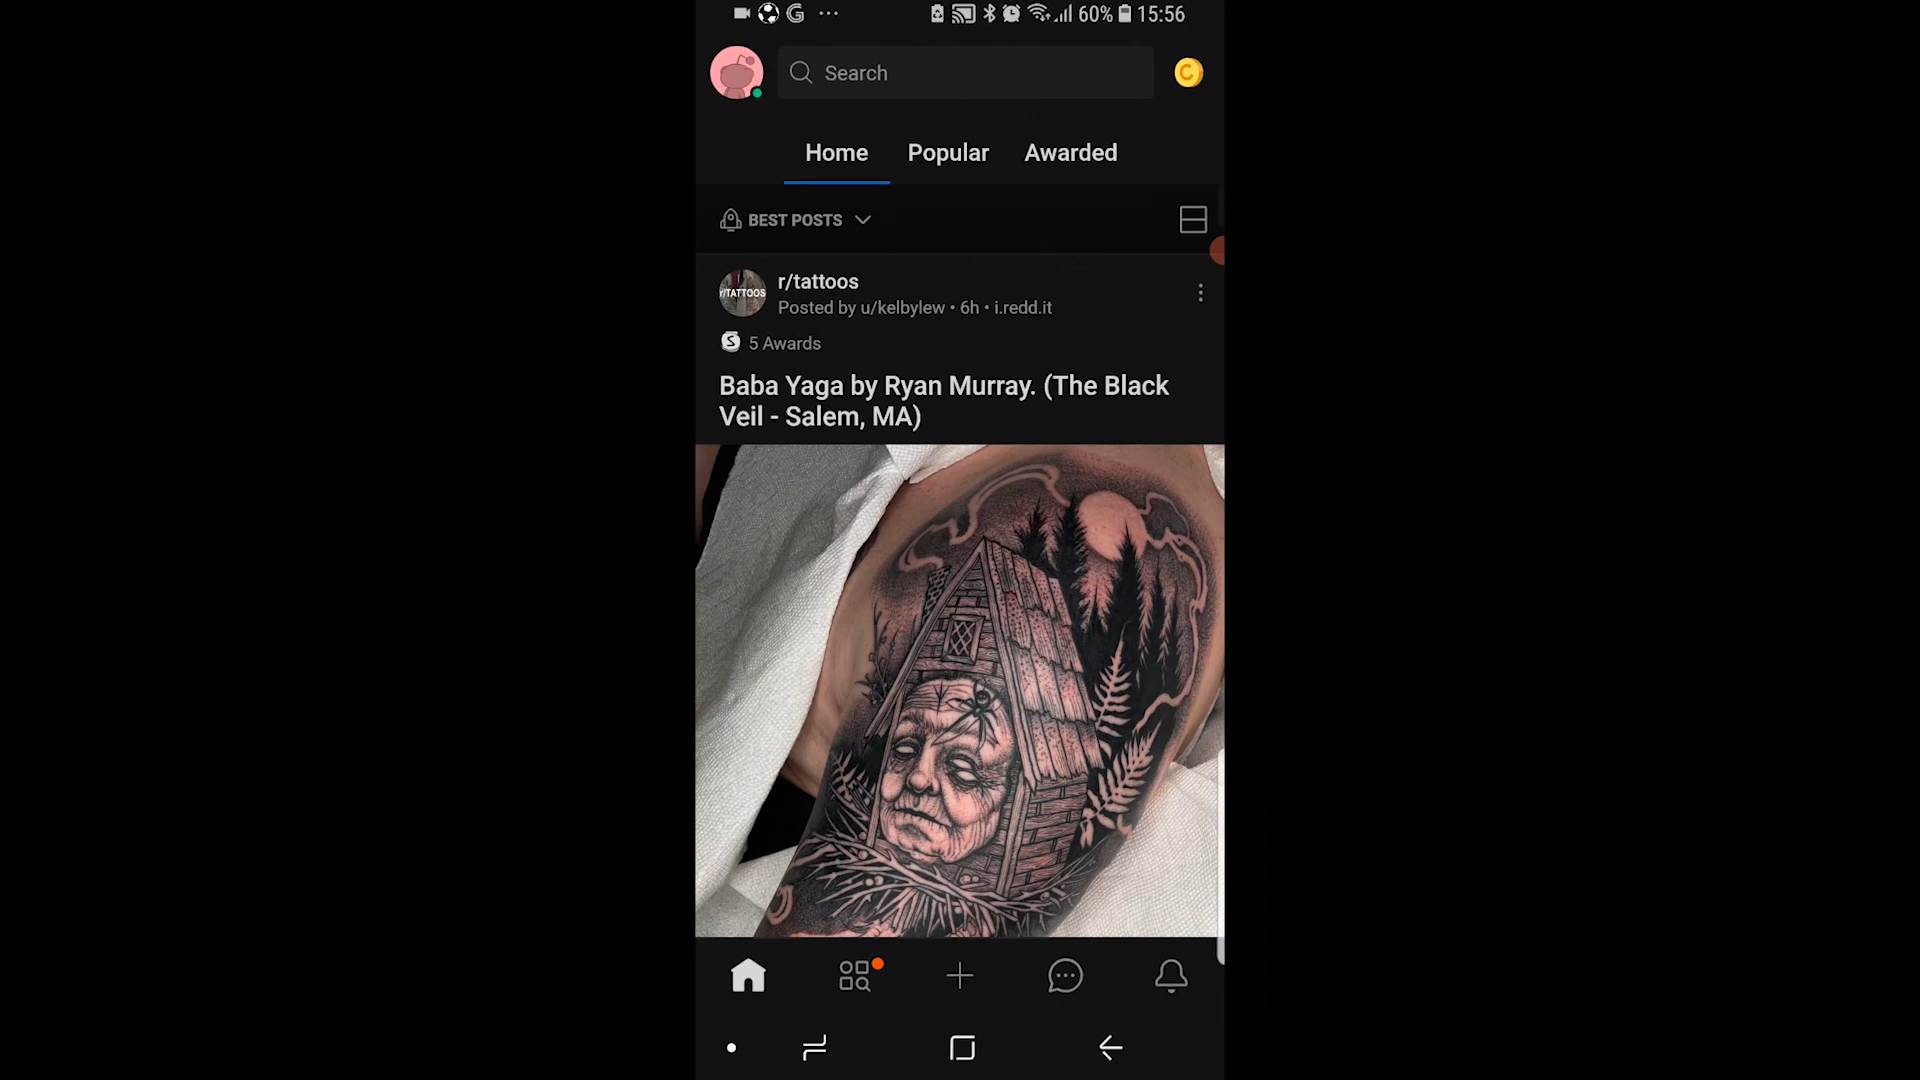 60% 15:56
Search
Home Popular Awarded
BEST POSTS
r/TATTOOS
r/tattoos
Posted by u/kelbylew • 6h • i.redd.it
5 Awards
Baba Yaga by Ryan Murray. (The Black
Veil - Salem, MA)